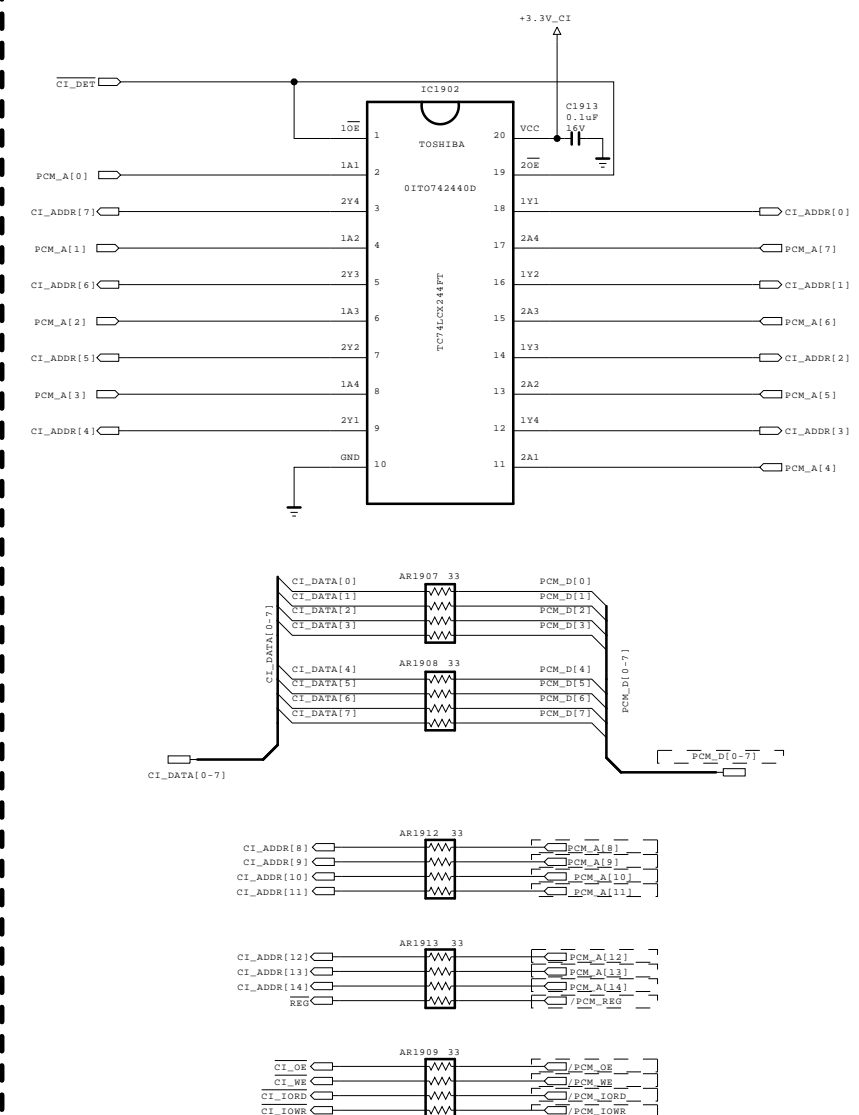 +3.3V_CI
CI_DET
IC1902
C1913
0.1uF
16V
1OE
1
20
VCC
TOSHIBA
PCM_A[0]
1A1
2
19
2OE
0ITO742440D
CI_ADDR[7]
2Y4
3
18
1Y1
CI_ADDR[0]
PCM_A[1]
1A2
4
17
2A4
PCM_A[7]
CI_ADDR[6]
2Y3
5
16
1Y2
CI_ADDR[1]
TC74LCX244FT
PCM_A[2]
1A3
6
15
2A3
PCM_A[6]
CI_ADDR[5]
2Y2
7
14
1Y3
CI_ADDR[2]
PCM_A[3]
1A4
8
13
2A2
PCM_A[5]
CI_ADDR[4]
2Y1
9
12
1Y4
CI_ADDR[3]
GND
10
11
2A1
PCM_A[4]
AR1907 33
CI_DATA[0]
PCM_D[0]
CI_DATA[1]
PCM_D[1]
CI_DATA[2]
PCM_D[2]
CI_DATA[3]
PCM_D[3]
CI_DATA[0-7]
PCM_D[0-7]
AR1908 33
CI_DATA[4]
PCM_D[4]
CI_DATA[5]
PCM_D[5]
CI_DATA[6]
PCM_D[6]
CI_DATA[7]
PCM_D[7]
CI_DATA[0-7]
PCM_D[0-7]
AR1912 33
CI_ADDR[8]
PCM_A[8]
CI_ADDR[9]
PCM_A[9]
CI_ADDR[10]
PCM_A[10]
CI_ADDR[11]
PCM_A[11]
AR1913 33
CI_ADDR[12]
PCM_A[12]
CI_ADDR[13]
PCM_A[13]
CI_ADDR[14]
PCM_A[14]
REG
/PCM_REG
AR1909 33
CI_OE
/PCM_OE
CI_WE
/PCM_WE
CI_IORD
/PCM_IORD
CI_IOWR
/PCM_IOWR